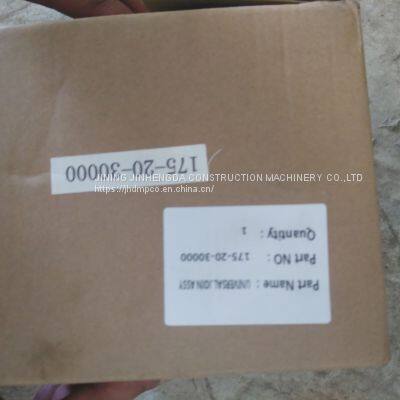 175-20-30000
JINING JINHENGDA CONSTRUCTION MACHINERY CO.,LTD
https://jhdmpco.en.china.cn/
Part Name : UNIVERSAL JOIN ASSY
Part NO : 175-20-30000
Quantity : 1